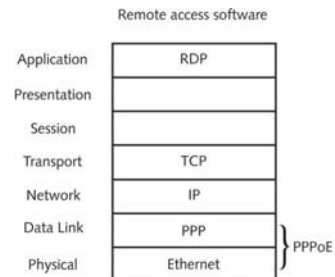 Remote access software
Application RDP
Presentation
Session
Transport TCP
Network IP
Data Link PPP
PPPoE
Physical Ethernet